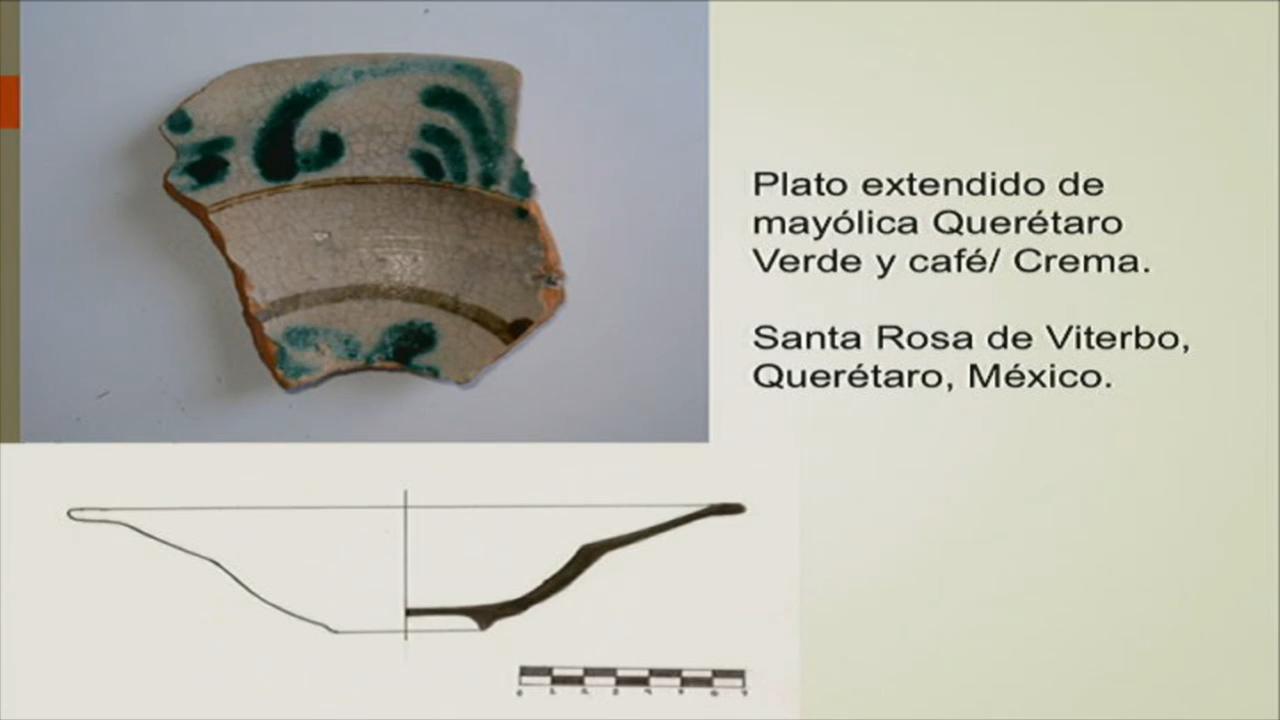 Plato extendido de
mayólica Querétaro
Verde y café/ Crema.
Santa Rosa de Viterbo,
Querétaro, México.